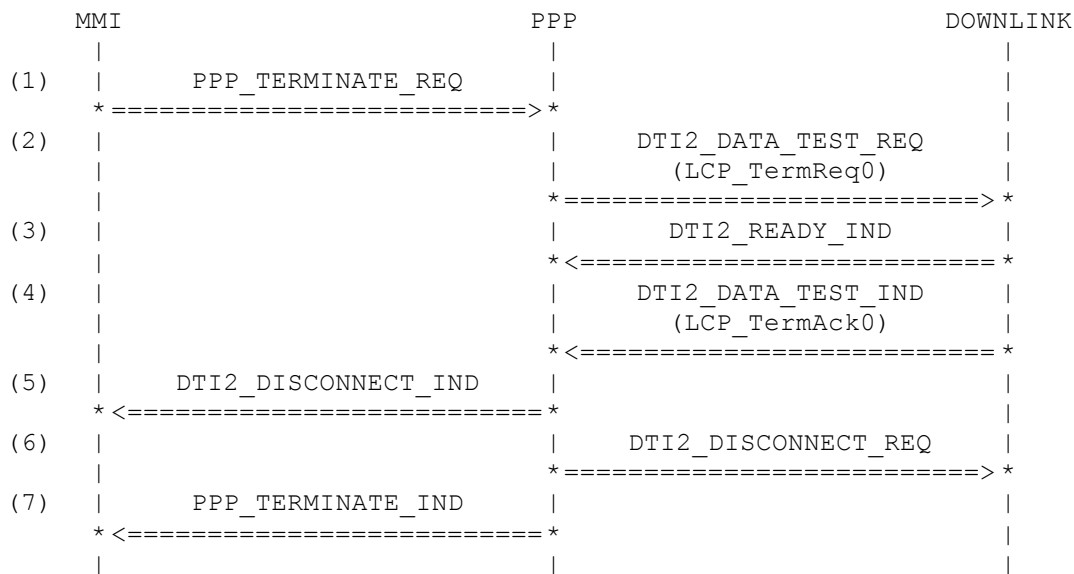 MMI PPP DOWNLINK
| | |
(1) | PPP_TERMINATE_REQ | |
*==========================>* |
(2) | | DTI2_DATA_TEST_REQ |
| | (LCP_TermReq0) |
| *==========================>*
(3) | | DTI2_READY_IND |
| *<==========================*
(4) | | DTI2_DATA_TEST_IND |
| | (LCP_TermAck0) |
| *<==========================*
(5) | DTI2_DISCONNECT_IND | |
*<==========================* |
(6) | | DTI2_DISCONNECT_REQ |
| *==========================>*
(7) | PPP_TERMINATE_IND | |
*<==========================* |
| | |